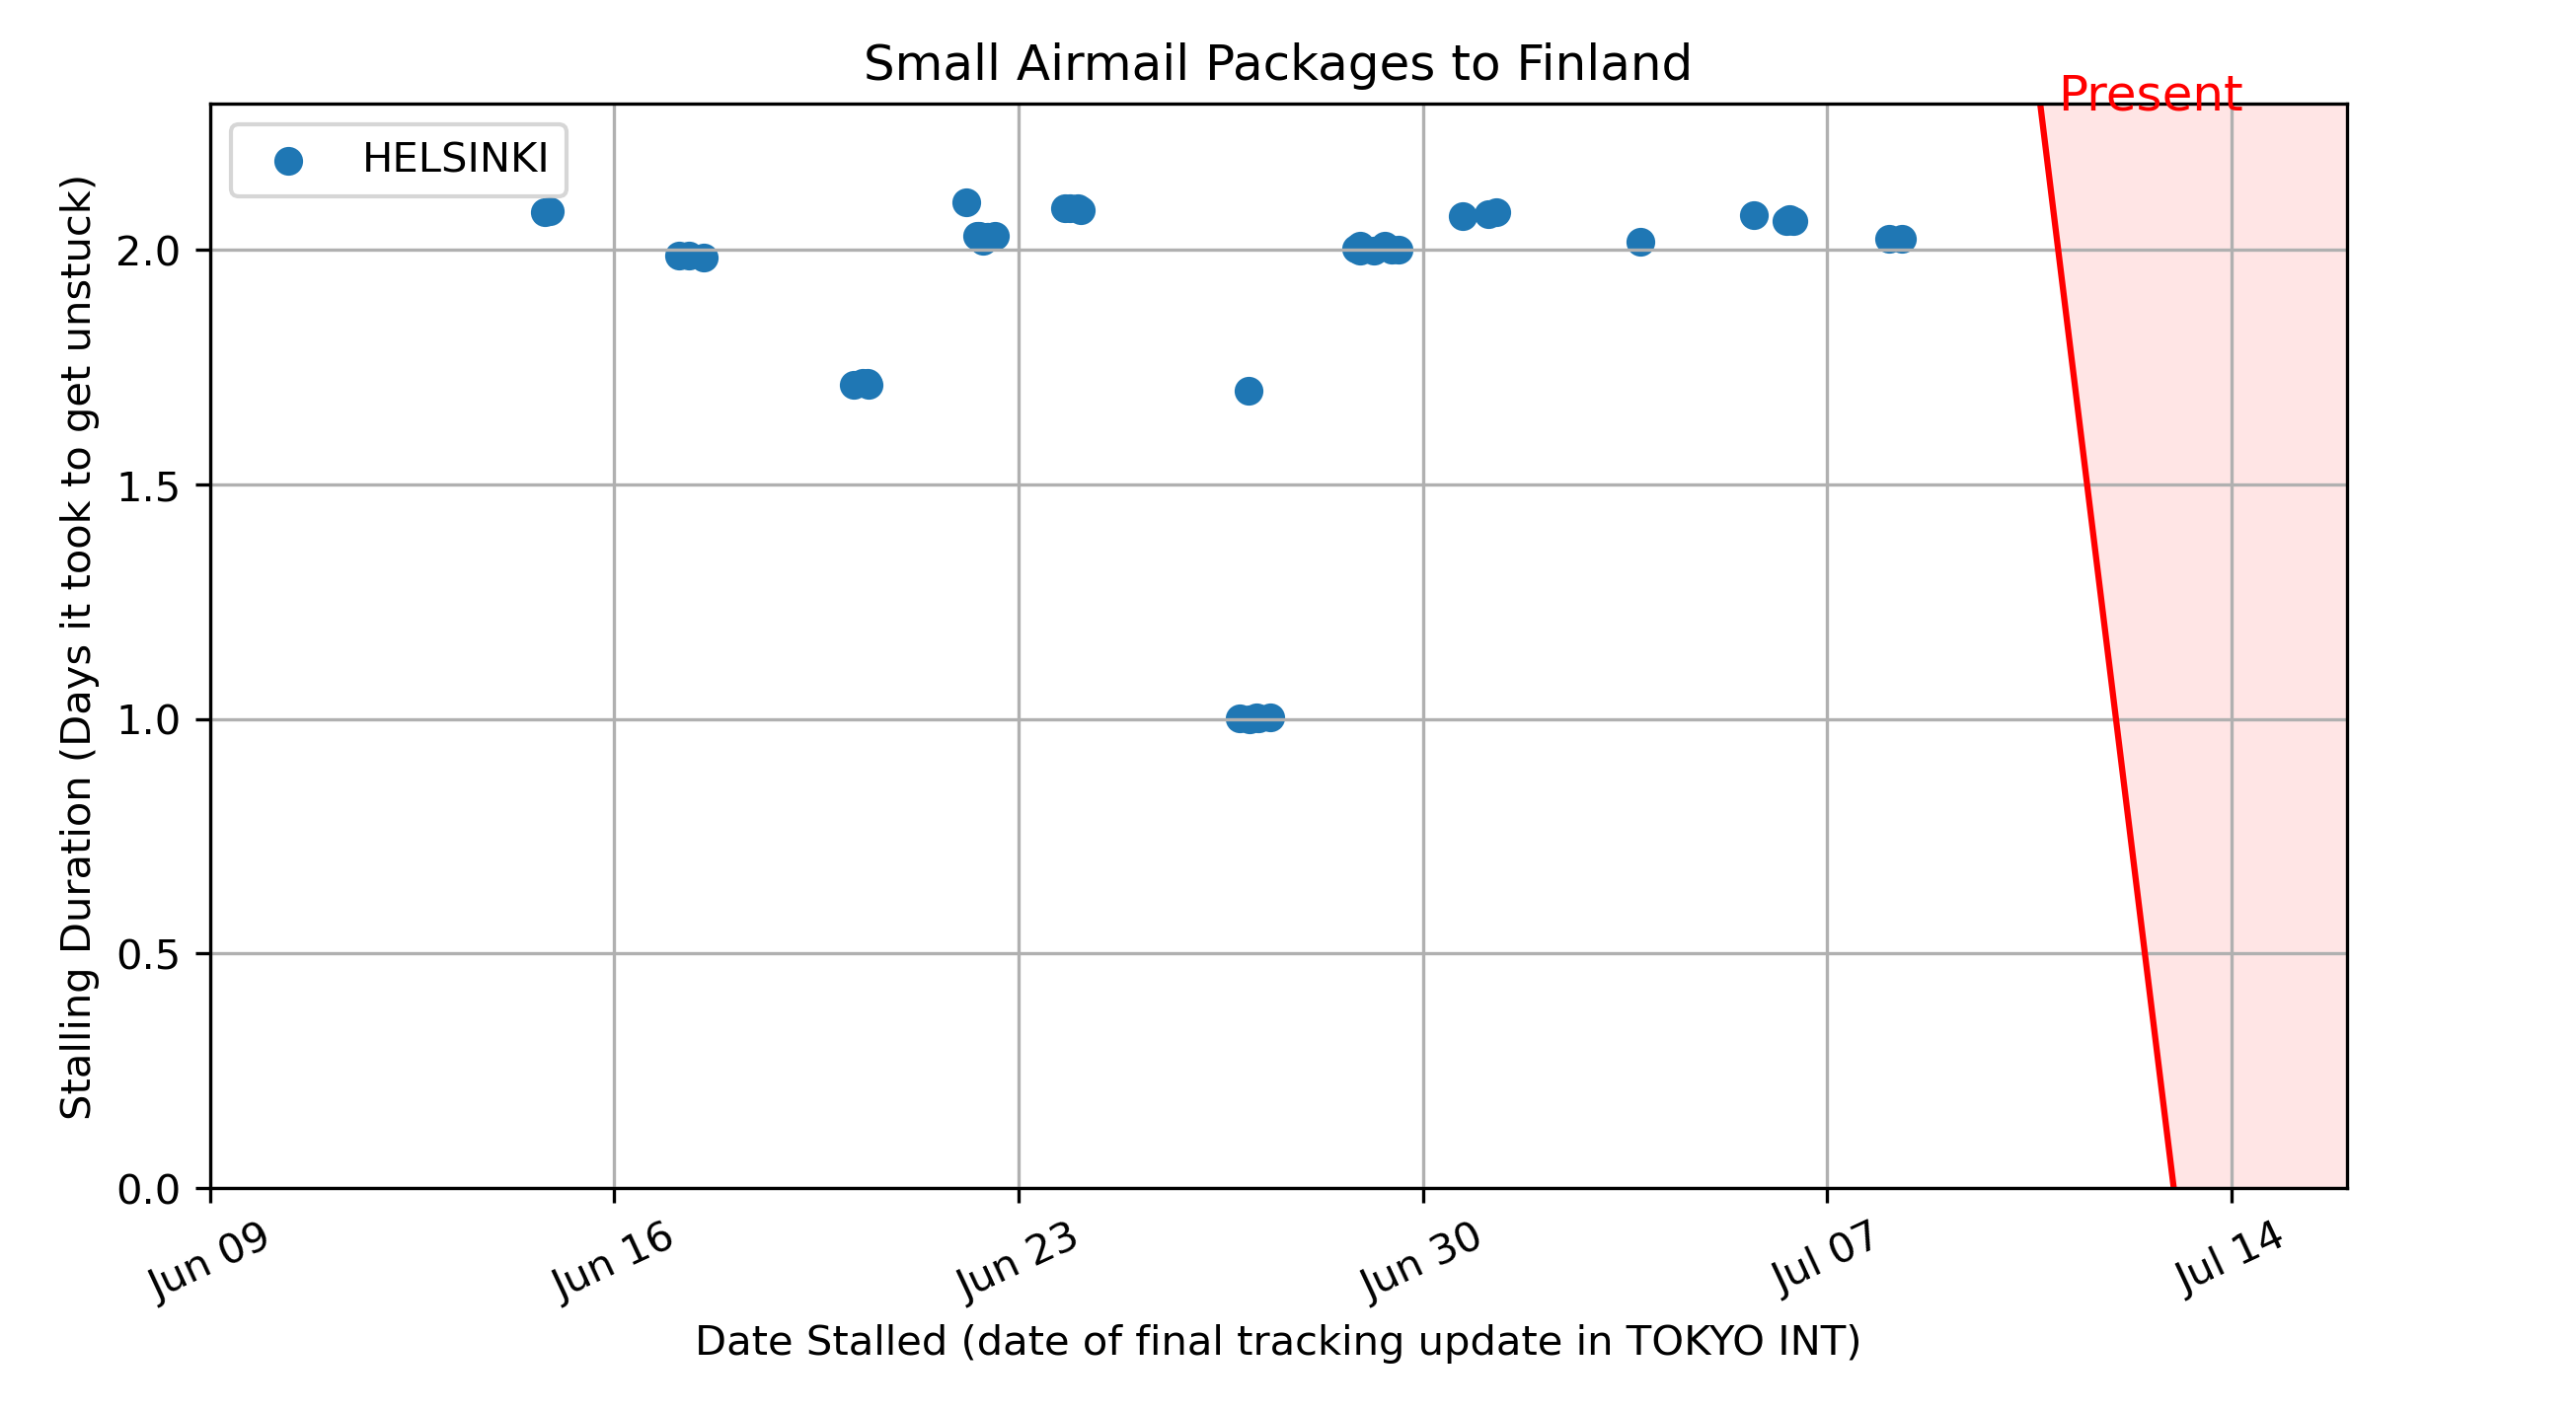 Small Airmail Packages to Finland
Present
HELSINKI
Stalling Duration (Days it took to get unstuck)
2.0
1.5
1.0
0.5
0.0
Jun 09
Jun 16
Jun 23
Jun 30
Jul 07
Jul 14
Date Stalled (date of final tracking update in TOKYO INT)